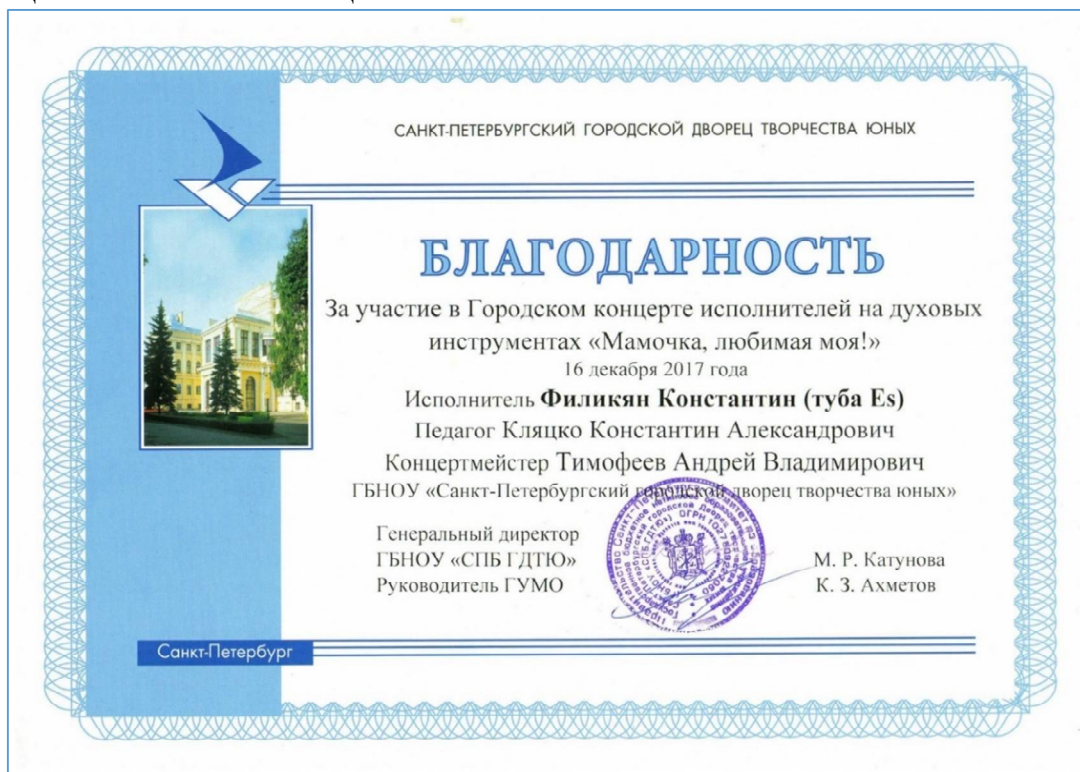 САНКТ-ПЕТЕРБУРГСКИЙ ГОРОДСКОЙ ДВОРЕЦ ТВОРЧЕСТВА ЮНЫХ
БЛАГОДАРНОСТЬ
За участие в Городском концерте исполнителей на духовых
инструментах «Мамочка, любимая моя!»
16 декабря 2017 года
Исполнитель Филикян Константин (туба Es)
Педагог Кляцко Константин Александрович
Концертмейстер Тимофеев Андрей Владимирович
ГБНОУ «Санкт-Петербургский городской дворец творчества юных»
Генеральный директор
ГБНОУ «СПБ ГДТЮ» М. Р. Катунова
Руководитель ГУМО К. З. Ахметов
Санкт-Петербург